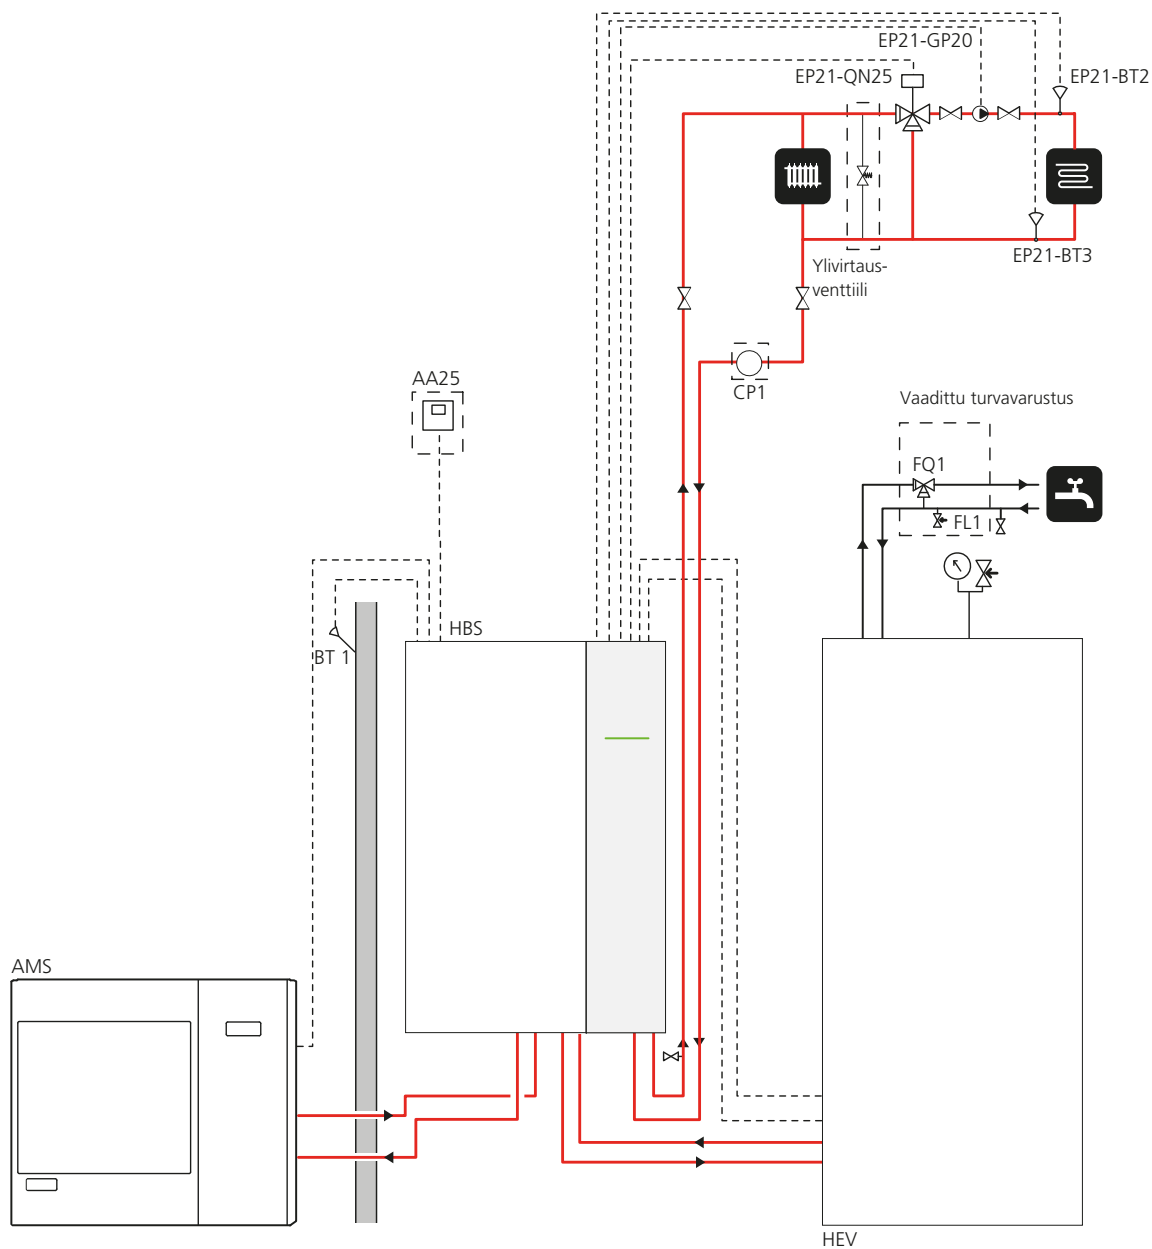 EP21-GP20
EP21-QN25
EP21-BT2
EP21-BT3
Ylivirtaus-
venttiili
AA25
CP1
Vaadittu turvavarustus
FQ1
FL1
HBS
BT 1
AMS
HEV